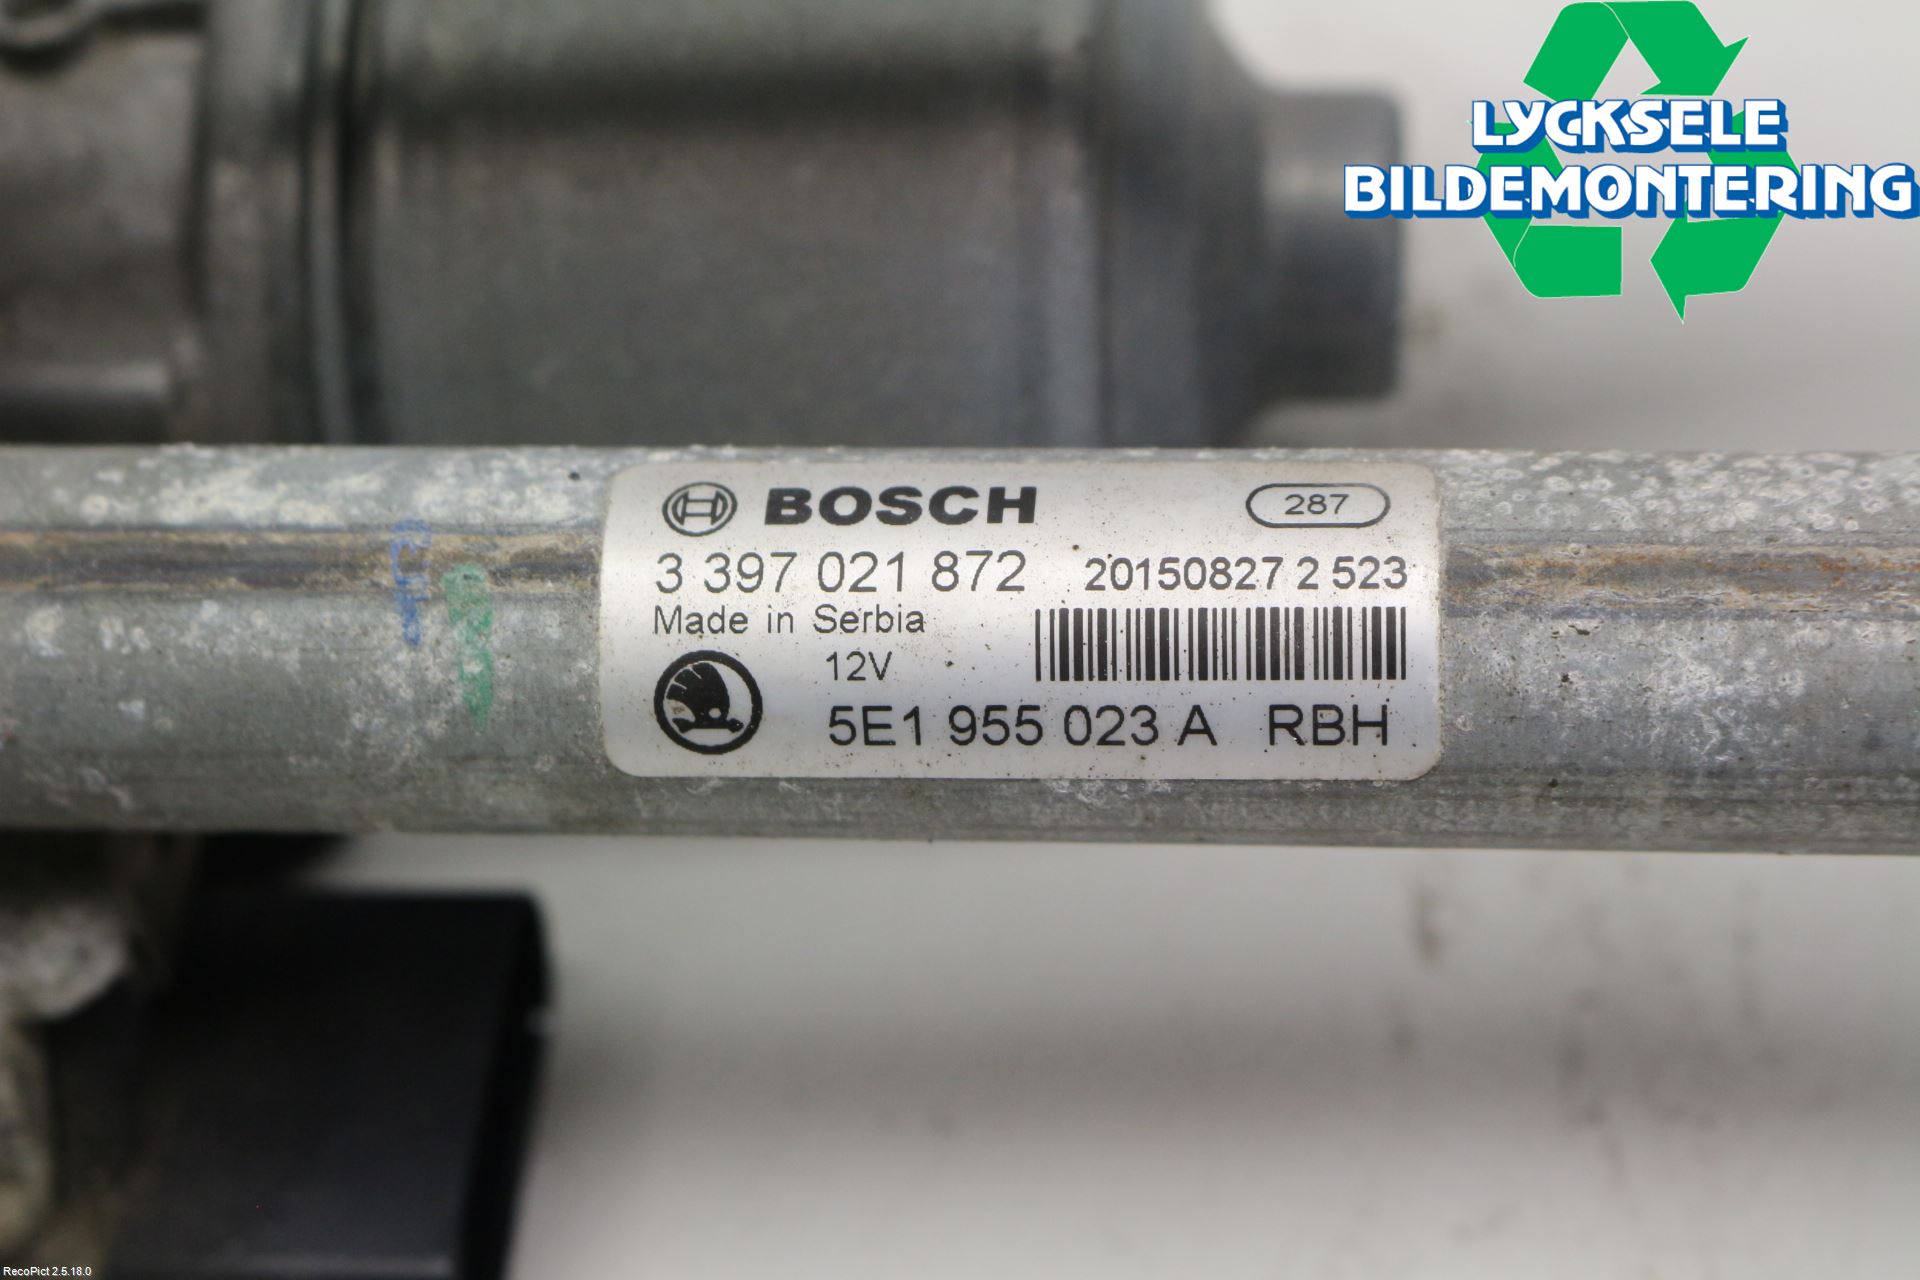 LYCKSELE
BILDEMONTERING
BOSCH 287
3 397 021 872 20150827 2 523
Made in Serbia
12V
5E1 955 023 A RBH
RecoPict 2.5.18.0